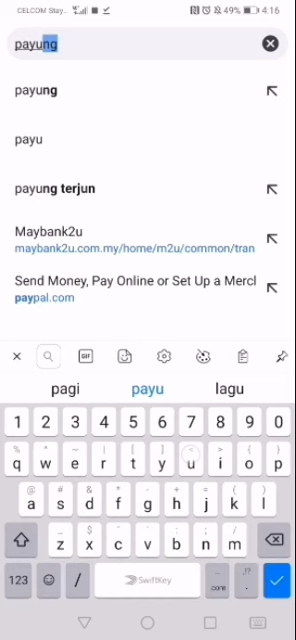 CELCOM Stay.. 49% 4:16
payung
payung
payu
payung terjun
Maybank2u
maybank2u.com.my/home/m2u/common/tran
Send Money, Pay Online or Set Up a Mercl
paypal.com
GIF
pagi payu lagu
1 2 3 4 5 6 7 8 9 0
q w e r t y u i o p
@ # & * - + = ( )
a s d f g h j k l
z x c v b n m
123 / SwiftKey .com ,!? .